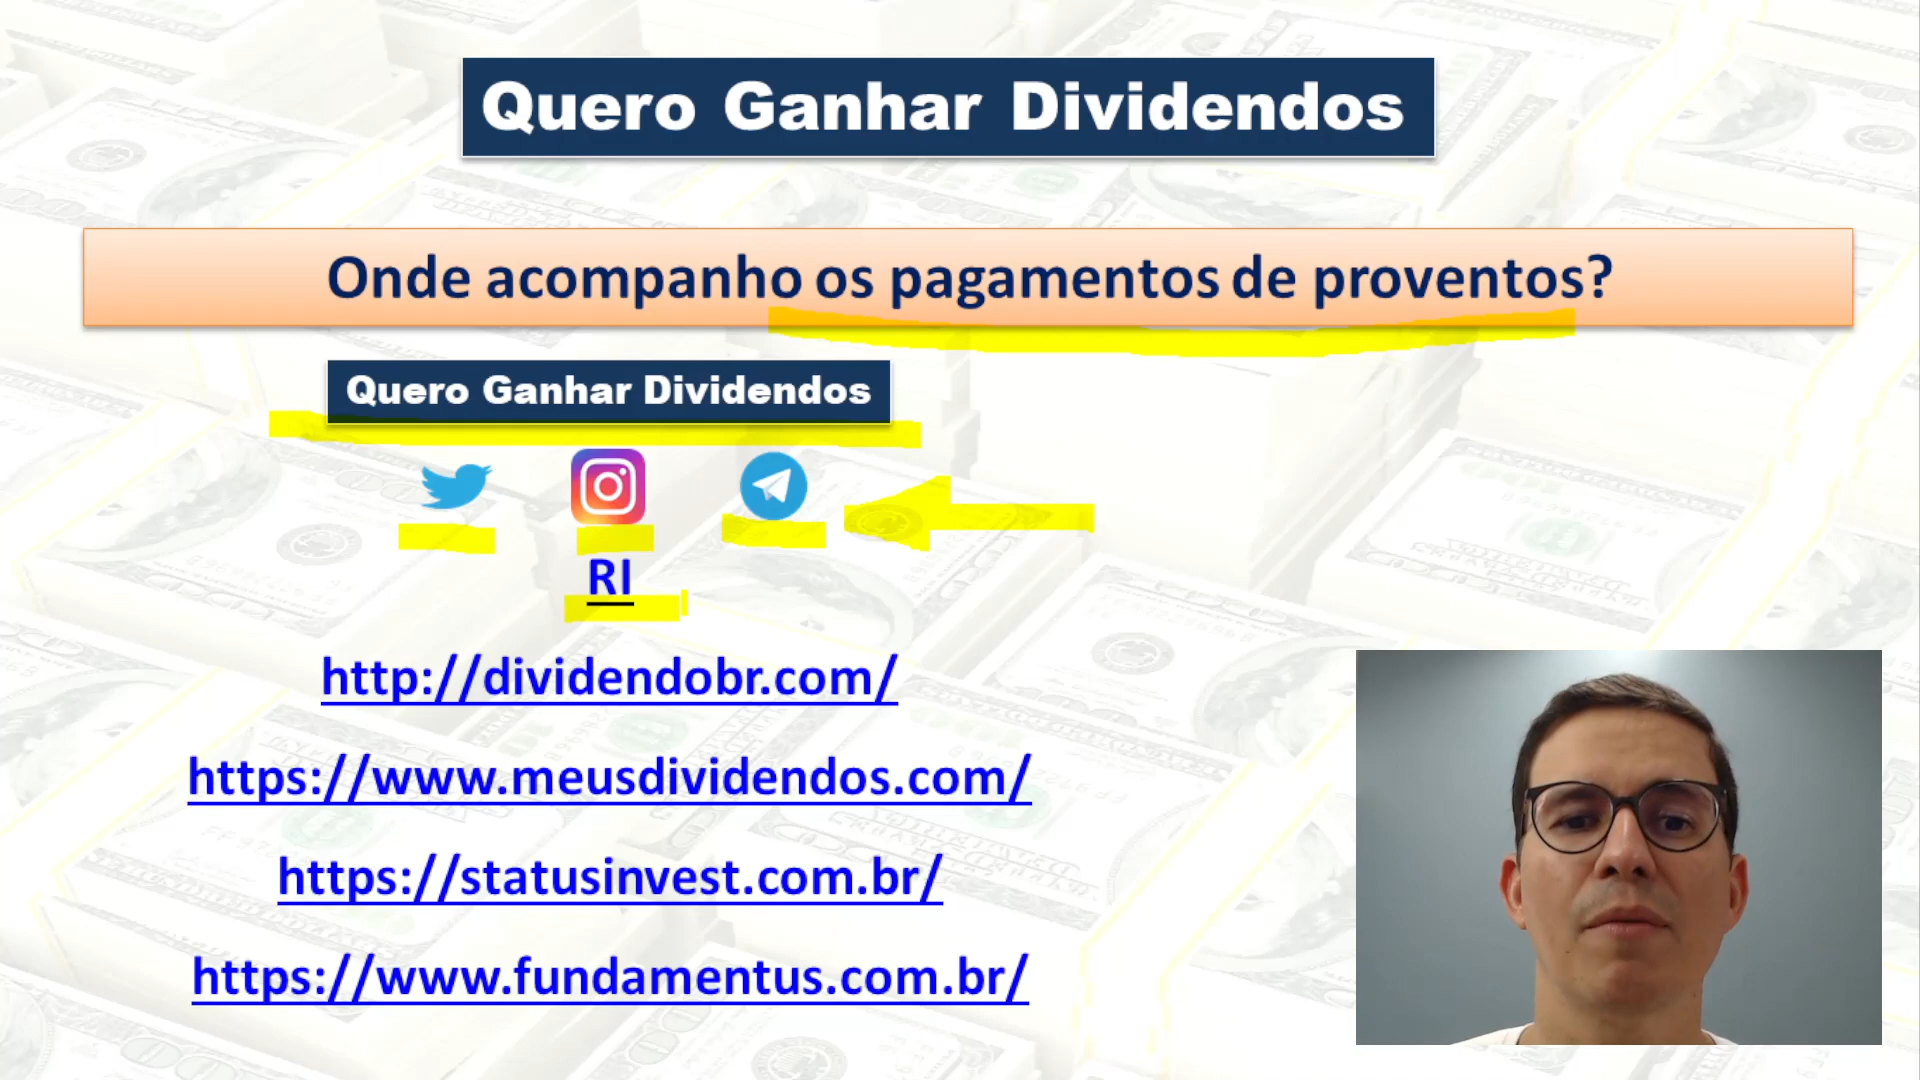 Quero Ganhar Dividendos
Onde acompanho os pagamentos de proventos?
Quero Ganhar Dividendos
RI
http://dividendobr.com/
https://www.meusdividendos.com/
https://statusinvest.com.br/
https://www.fundamentus.com.br/